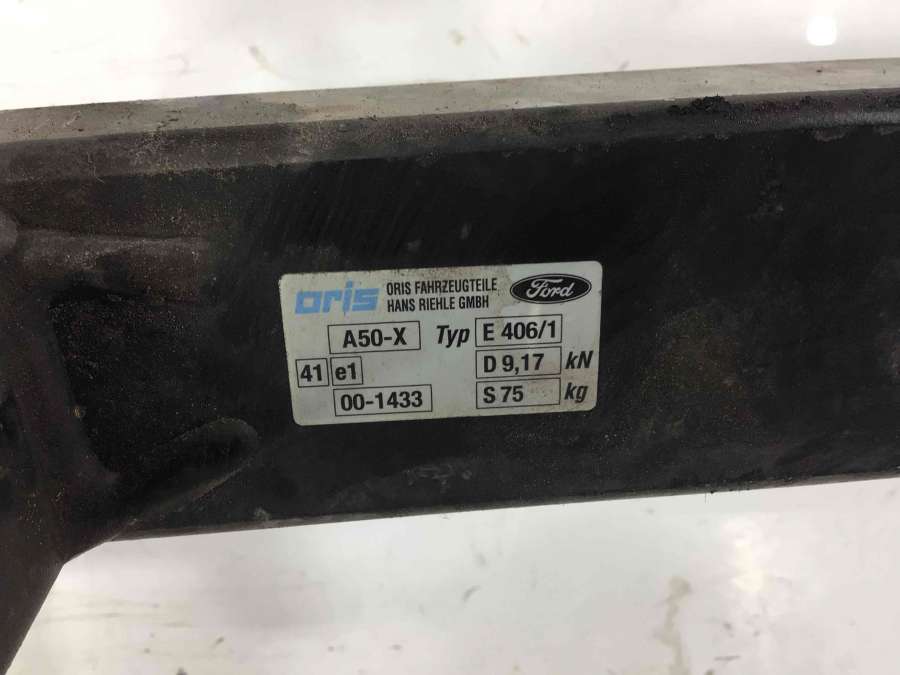 oris ORIS FAHRZEUGTEILE
HANS RIEHLE GMBH
Ford
A50-X Typ E 406/1
41 e1 D 9,17 kN
00-1433 S 75 kg